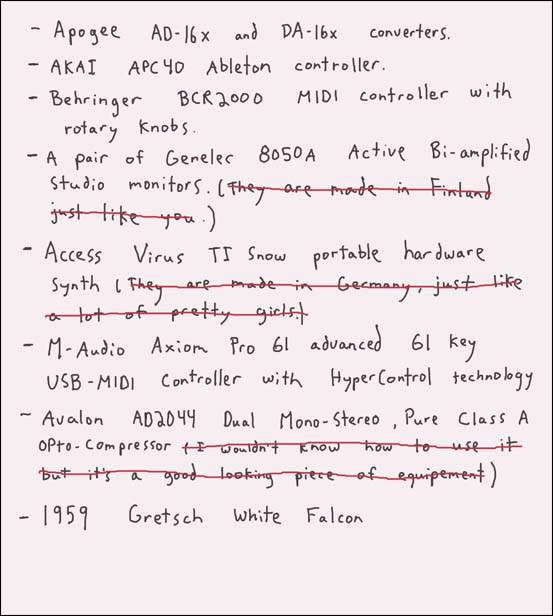 - Apogee AD-16x and DA-16x converters.
- AKAI APC40 Ableton controller.
- Behringer BCR2000 MIDI controller with
rotary knobs.
- A pair of Genelec 8050A Active Bi-amplified
Studio monitors. (They are made in Finland
just like you.)
- Access Virus TI Snow portable hardware
synth (They are made in Germany, just like
a lot of pretty girls.)
- M-Audio Axiom Pro 61 advanced 61 key
USB-MIDI Controller with HyperControl technology
- Avalon AD2044 Dual Mono-Stereo, Pure Class A
Opto-Compressor (I wouldn't know how to use it
but it's a good looking piece of equipement)
- 1959 Gretsch White Falcon